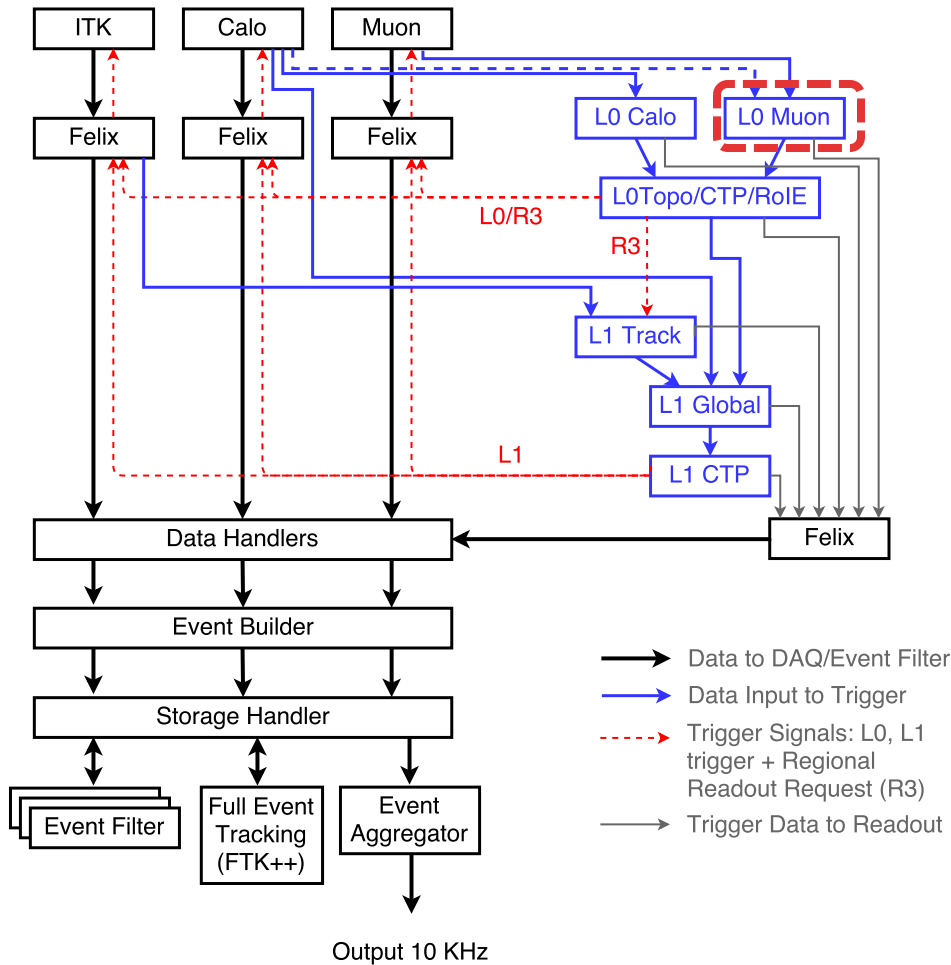 ITK
Calo
Muon
Felix
Felix
Felix
L0 Calo
L0 Muon
L0Topo/CTP/RoIE
L0/R3
R3
L1 Track
L1 Global
L1
L1 CTP
Data Handlers
Felix
Event Builder
Storage Handler
Event Filter
Full Event
Tracking
(FTK++)
Event
Aggregator
Output 10 KHz
Data to DAQ/Event Filter
Data Input to Trigger
Trigger Signals: L0, L1
trigger + Regional
Readout Request (R3)
Trigger Data to Readout